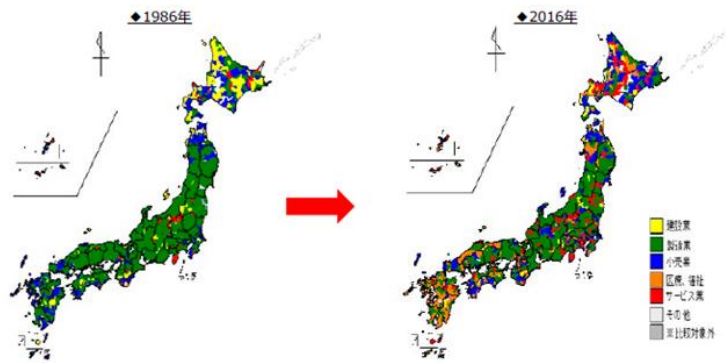 ◆1986年
◆2016年
建設業
製造業
小売業
医療、福祉
サービス業
その他
※比較対象外